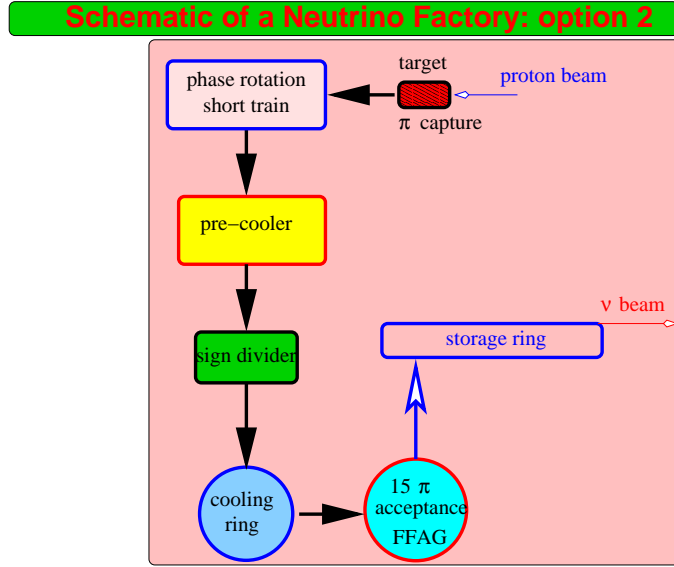 Schematic of a Neutrino Factory: option 2
target
proton beam
π capture
phase rotation
short train
pre−cooler
sign divider
ν beam
storage ring
cooling
ring
15 π
acceptance
FFAG